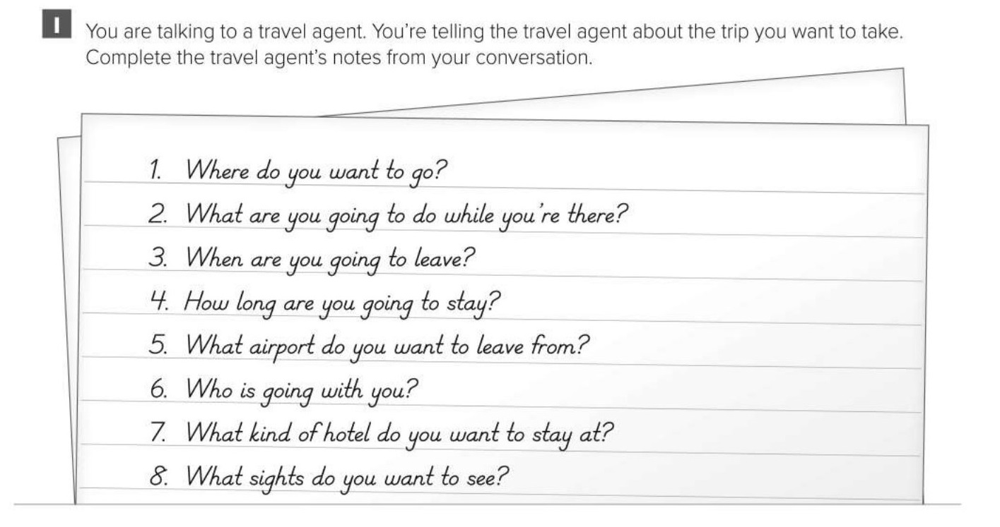 I You are talking to a travel agent. You’re telling the travel agent about the trip you want to take.
Complete the travel agent’s notes from your conversation.
1. Where do you want to go?
2. What are you going to do while you’re there?
3. When are you going to leave?
4. How long are you going to stay?
5. What airport do you want to leave from?
6. Who is going with you?
7. What kind of hotel do you want to stay at?
8. What sights do you want to see?